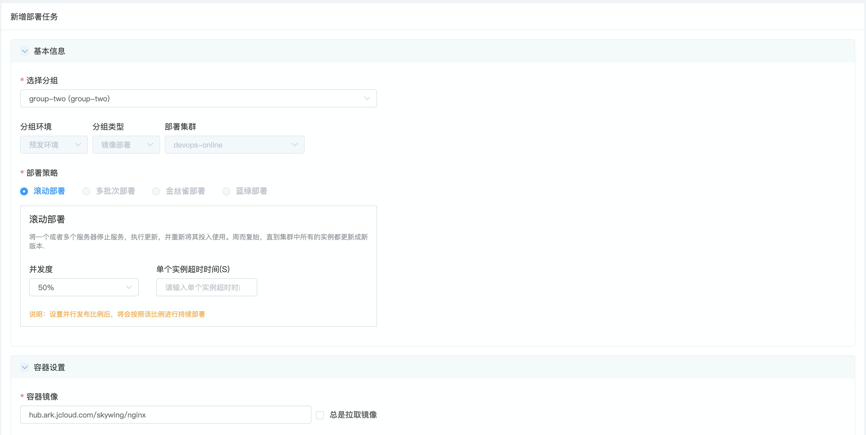 新增部署任务
基本信息
* 选择分组
group-two (group-two)
分组环境 分组类型 部署集群
预发环境 镜像部署 devops-online
* 部署策略
滚动部署 多批次部署 金丝雀部署 蓝绿部署
滚动部署
将一个或者多个服务器停止服务，执行更新，并重新将其投入使用。周而复始，直到集群中所有的实例都更新成新
版本.
并发度 单个实例超时时间(S)
50% 请输入单个实例超时时
说明：设置并行发布比例后，将会按照该比例进行持续部署
容器设置
* 容器镜像
hub.ark.jcloud.com/skywing/nginx 总是拉取镜像